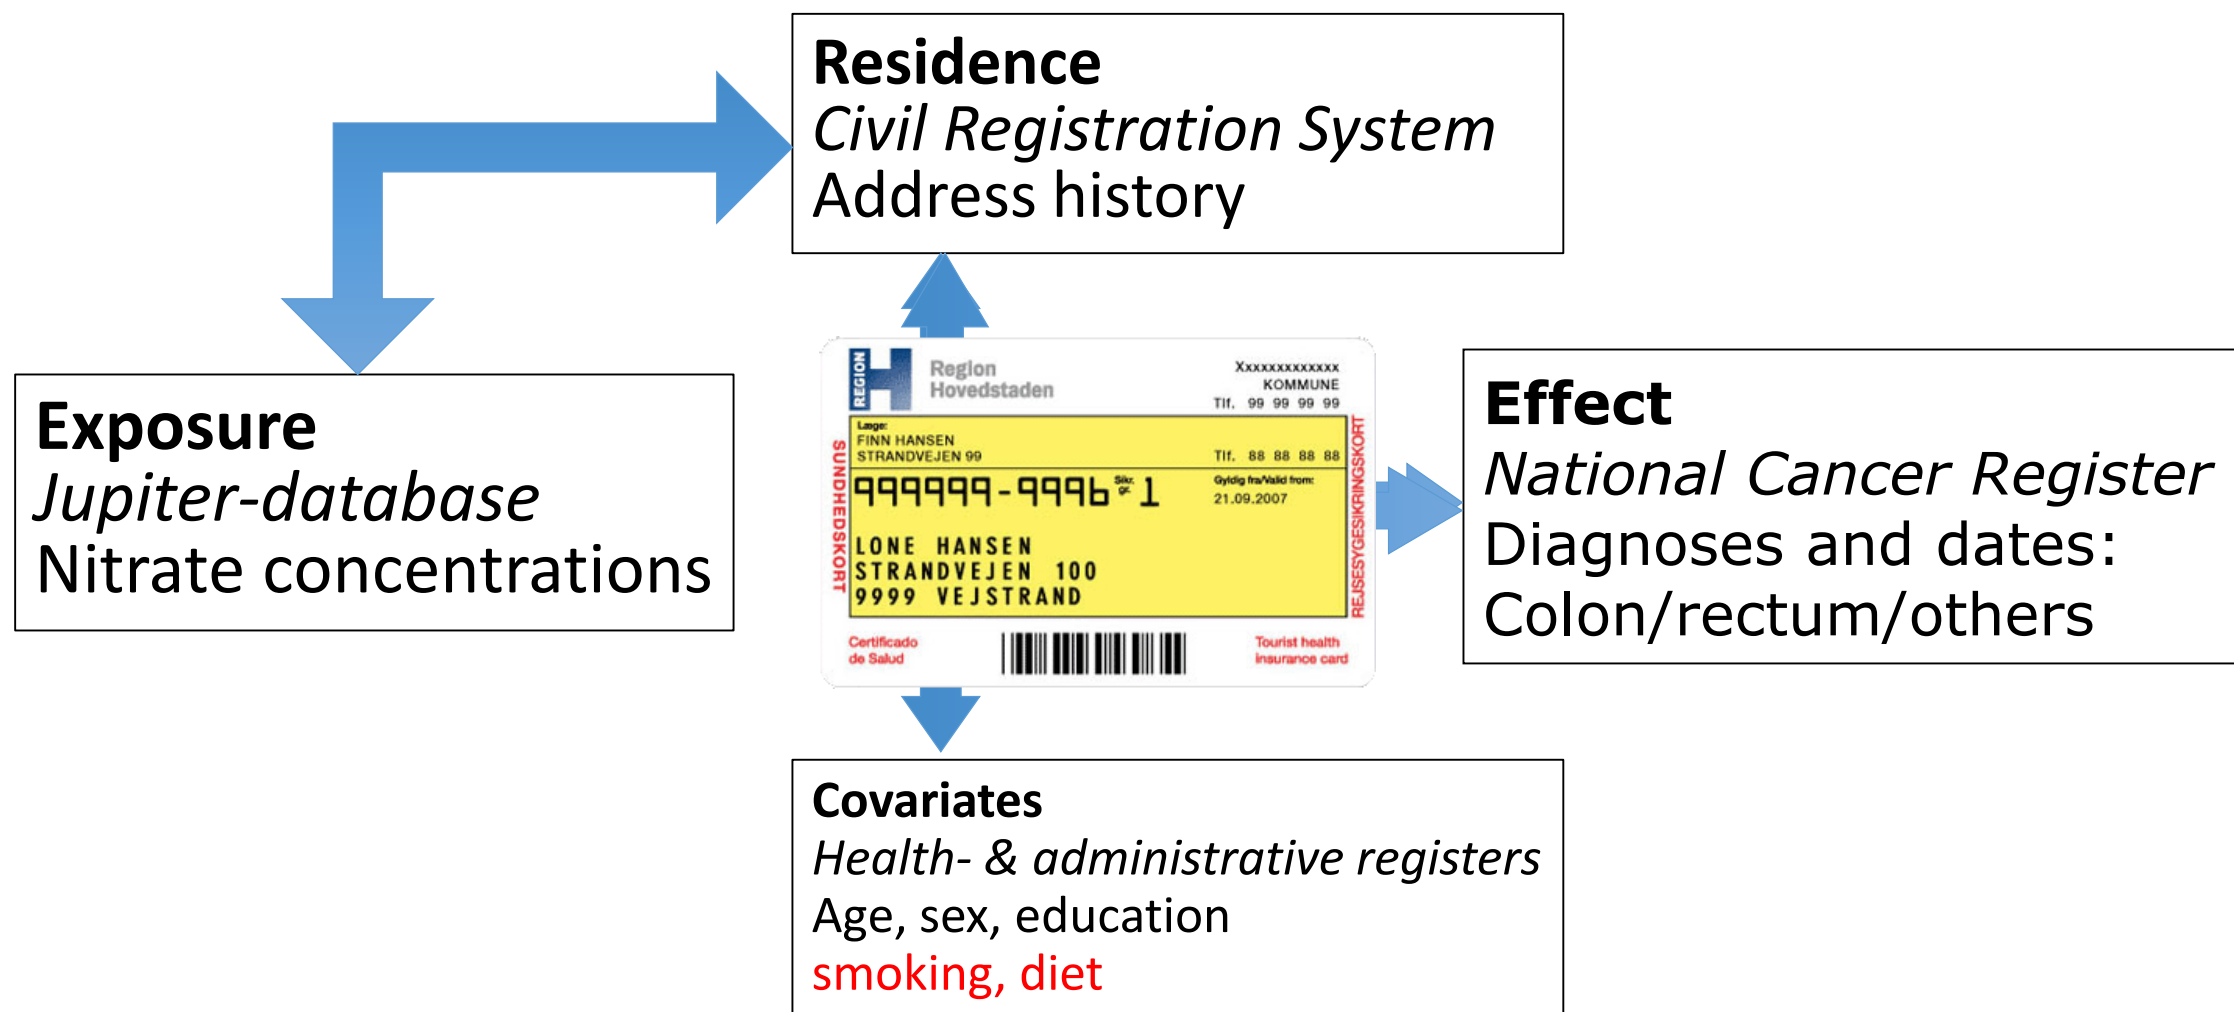 Residence
Civil Registration System
Address history
Exposure
Jupiter-database
Nitrate concentrations
REGION
Region
Hovedstaden
Xxxxxxxxxxxxx
KOMMUNE
Tlf. 99 99 99 99
SUNDHEDSKORT
Læge:
FINN HANSEN
STRANDVEJEN 99
Tlf. 88 88 88 88
999999-9996 Sikr. gr. 1
Gyldig fra/Valid from:
21.09.2007
LONE HANSEN
STRANDVEJEN 100
9999 VEJSTRAND
REJSESYGESIKRINGSKORT
Certificado
de Salud
Tourist health
insurance card
Effect
National Cancer Register
Diagnoses and dates:
Colon/rectum/others
Covariates
Health- & administrative registers
Age, sex, education
smoking, diet